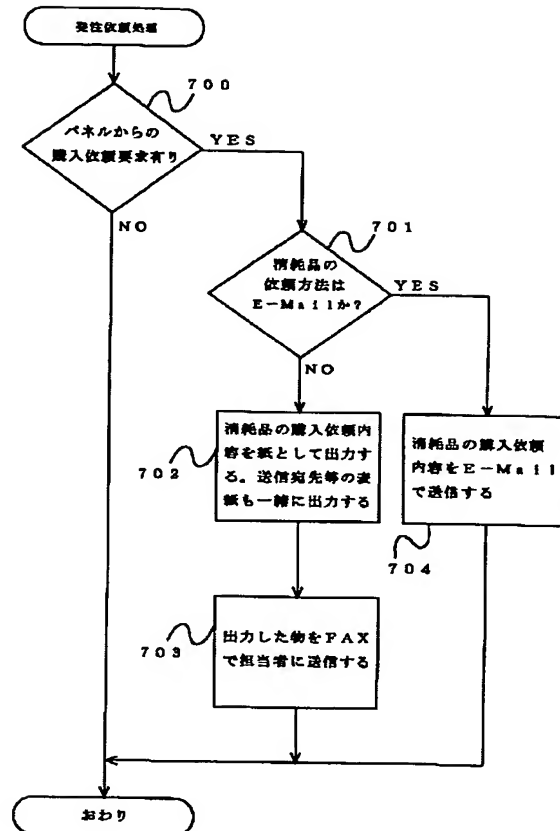 発注依頼処理
700
パネルからの
購入依頼要求有り
YES
NO
701
消耗品の
依頼方法は
E-Mailか?
YES
NO
消耗品の購入依頼内
容を紙として出力す
る。送信宛先等の表
紙も一緒に出力する
702
消耗品の購入依頼
内容をE-Mail
で送信する
704
出力した物をFAX
で担当者に送信する
703
おわり